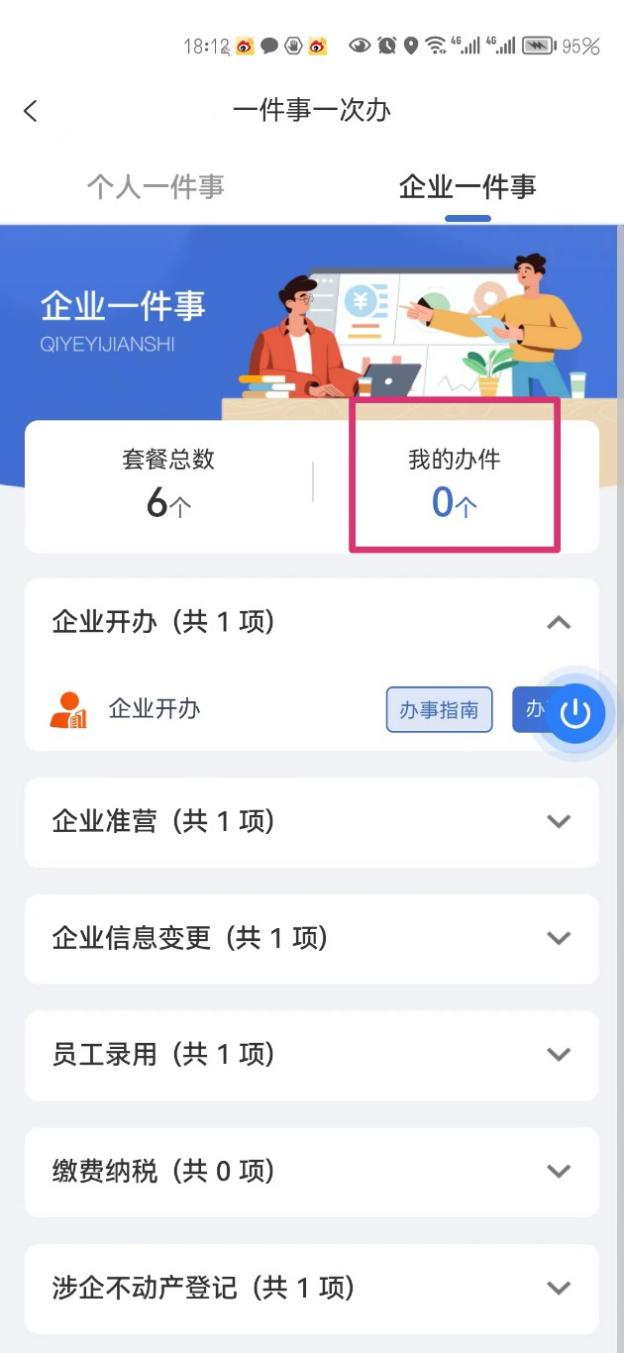 18:12 4G 4G 95%
一件事一次办
个人一件事 企业一件事
企业一件事
QIYEYIJIANSHI
套餐总数 我的办件
6个 0个
企业开办（共 1 项）
企业开办 办事指南 办
企业准营（共 1 项）
企业信息变更（共 1 项）
员工录用（共 1 项）
缴费纳税（共 0 项）
涉企不动产登记（共 1 项）